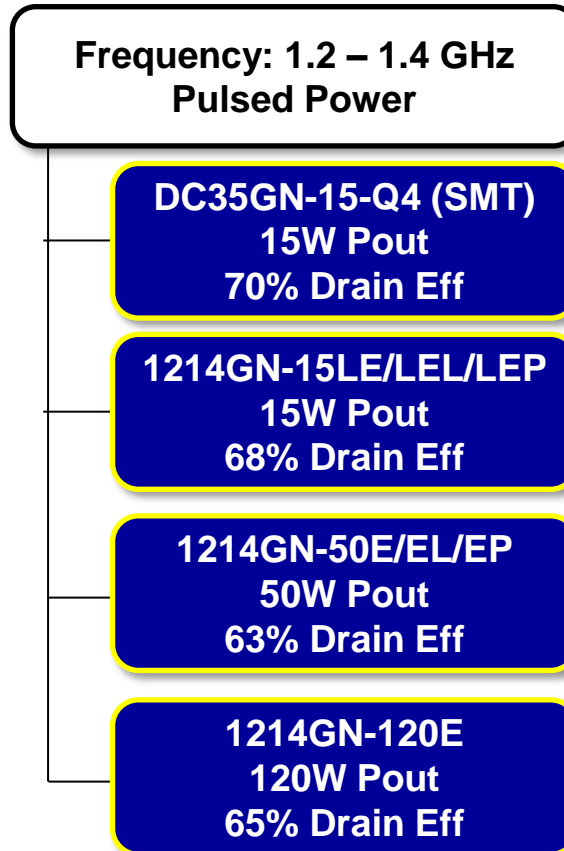 Frequency: 1.2 – 1.4 GHz
Pulsed Power
DC35GN-15-Q4 (SMT)
15W Pout
70% Drain Eff
1214GN-15LE/LEL/LEP
15W Pout
68% Drain Eff
1214GN-50E/EL/EP
50W Pout
63% Drain Eff
1214GN-120E
120W Pout
65% Drain Eff